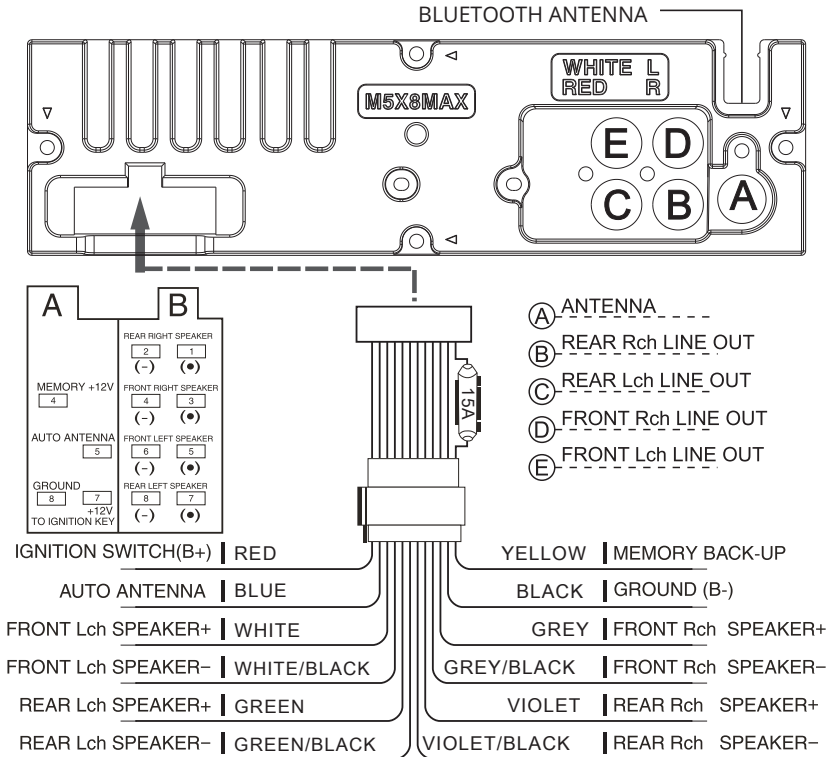 BLUETOOTH ANTENNA
WHITE L
RED R
M5X8MAX
E D
C B A
A B
REAR RIGHT SPEAKER
2 1
(-) (•)
MEMORY +12V
4
FRONT RIGHT SPEAKER
4 3
(-) (•)
AUTO ANTENNA
5
FRONT LEFT SPEAKER
6 5
(-) (•)
GROUND
8 7
+12V
TO IGNITION KEY
REAR LEFT SPEAKER
8 7
(-) (•)
15A
A ANTENNA
B REAR Rch LINE OUT
C REAR Lch LINE OUT
D FRONT Rch LINE OUT
E FRONT Lch LINE OUT
IGNITION SWITCH(B+) RED
AUTO ANTENNA BLUE
FRONT Lch SPEAKER+ WHITE
FRONT Lch SPEAKER− WHITE/BLACK
REAR Lch SPEAKER+ GREEN
REAR Lch SPEAKER− GREEN/BLACK
YELLOW MEMORY BACK-UP
BLACK GROUND (B-)
GREY FRONT Rch SPEAKER+
GREY/BLACK FRONT Rch SPEAKER−
VIOLET REAR Rch SPEAKER+
VIOLET/BLACK REAR Rch SPEAKER−